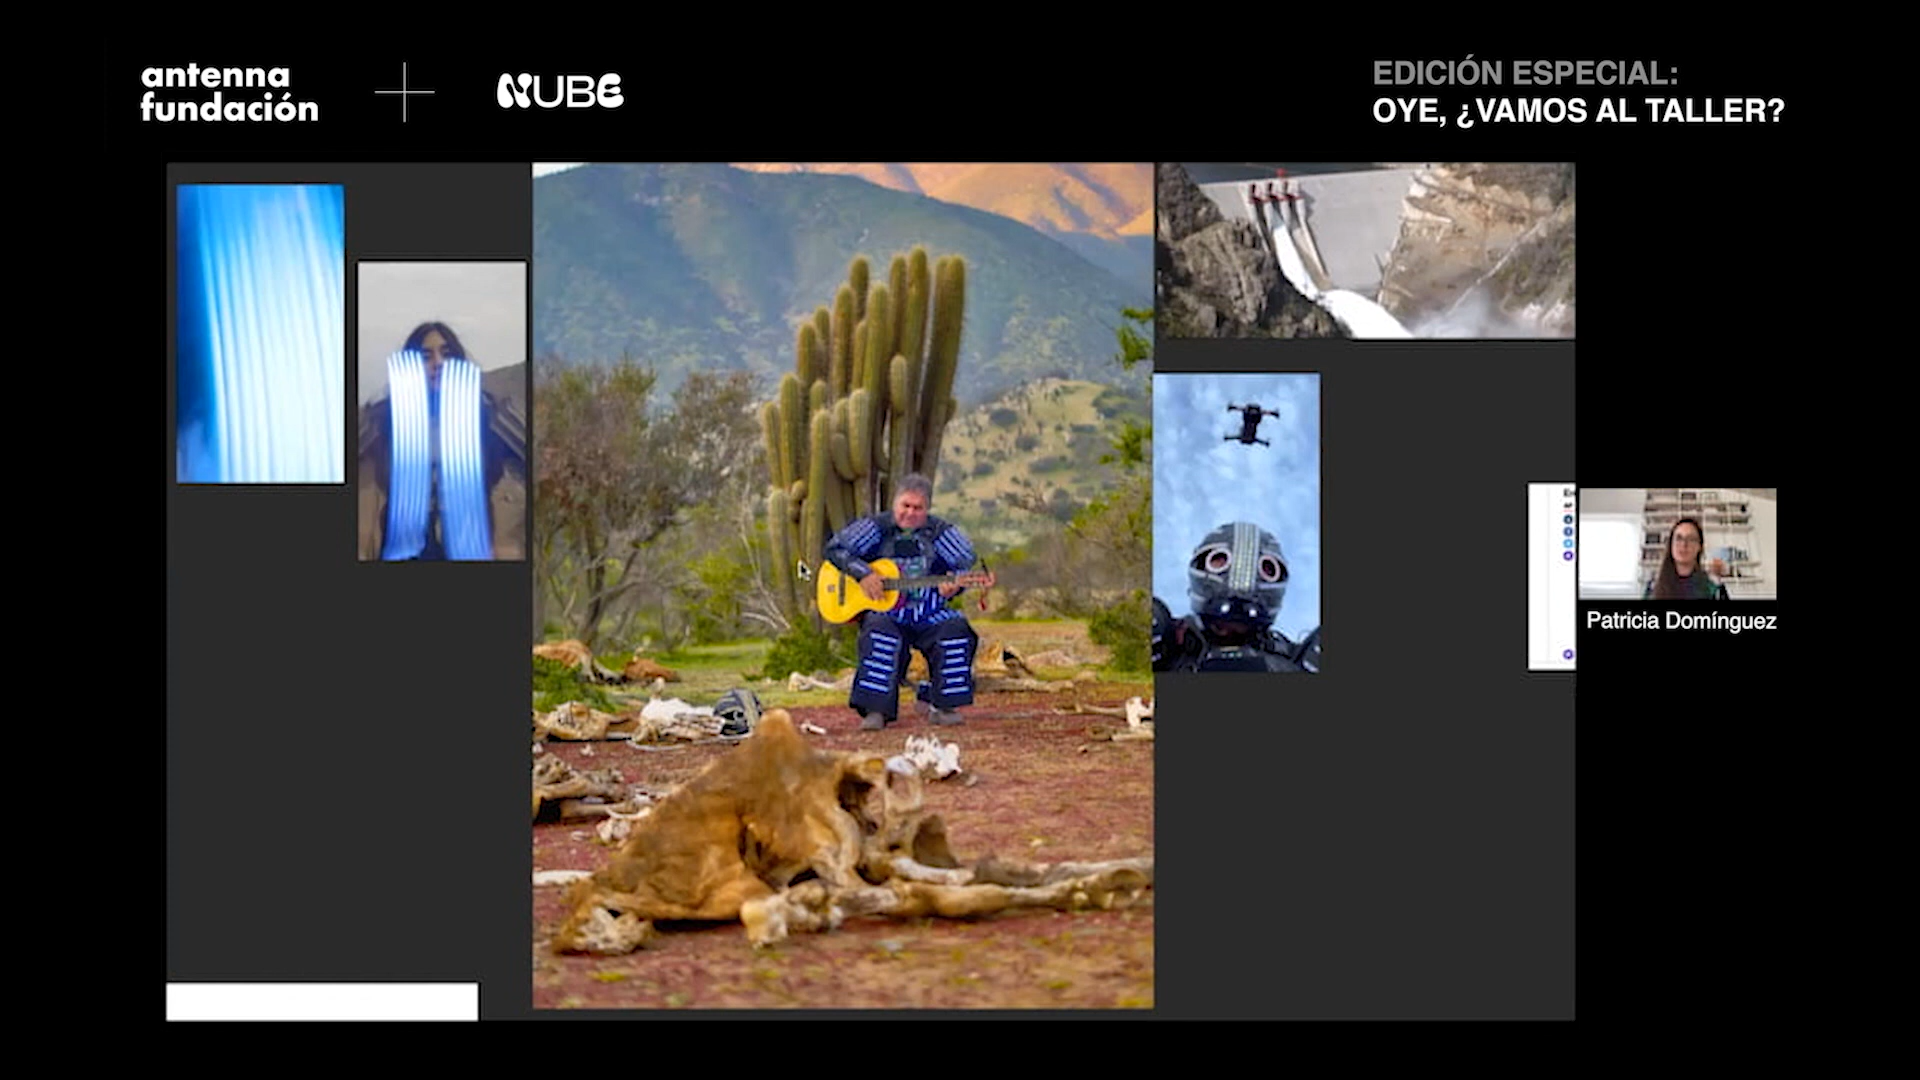 antenna
fundación
NUBE
EDICIÓN ESPECIAL:
OYE, ¿VAMOS AL TALLER?
Patricia Domínguez